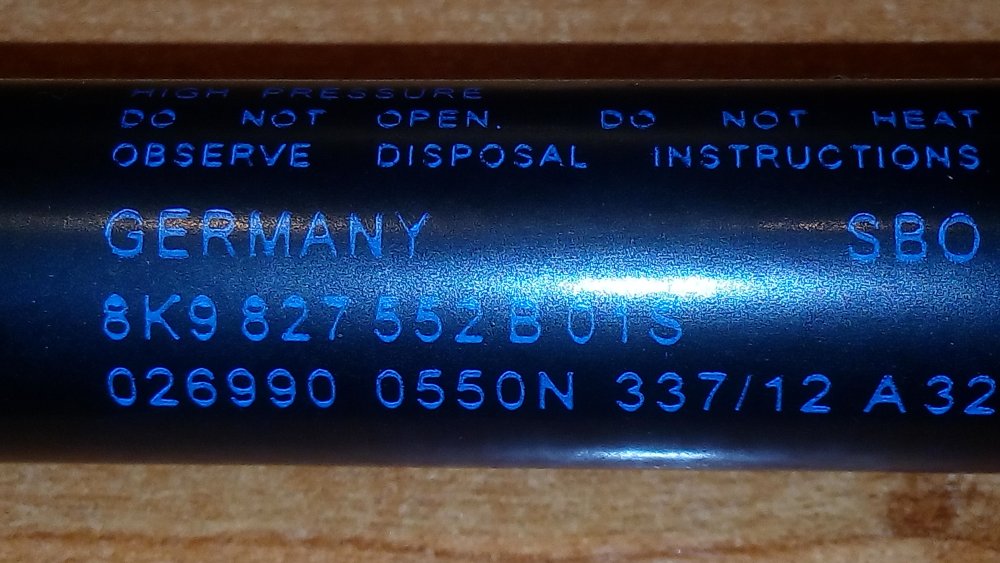 HIGH PRESSURE
DO NOT OPEN. DO NOT HEAT
OBSERVE DISPOSAL INSTRUCTIONS
GERMANY SBO
8K9 827 552 B 01S
026990 0550N 337/12 A 32